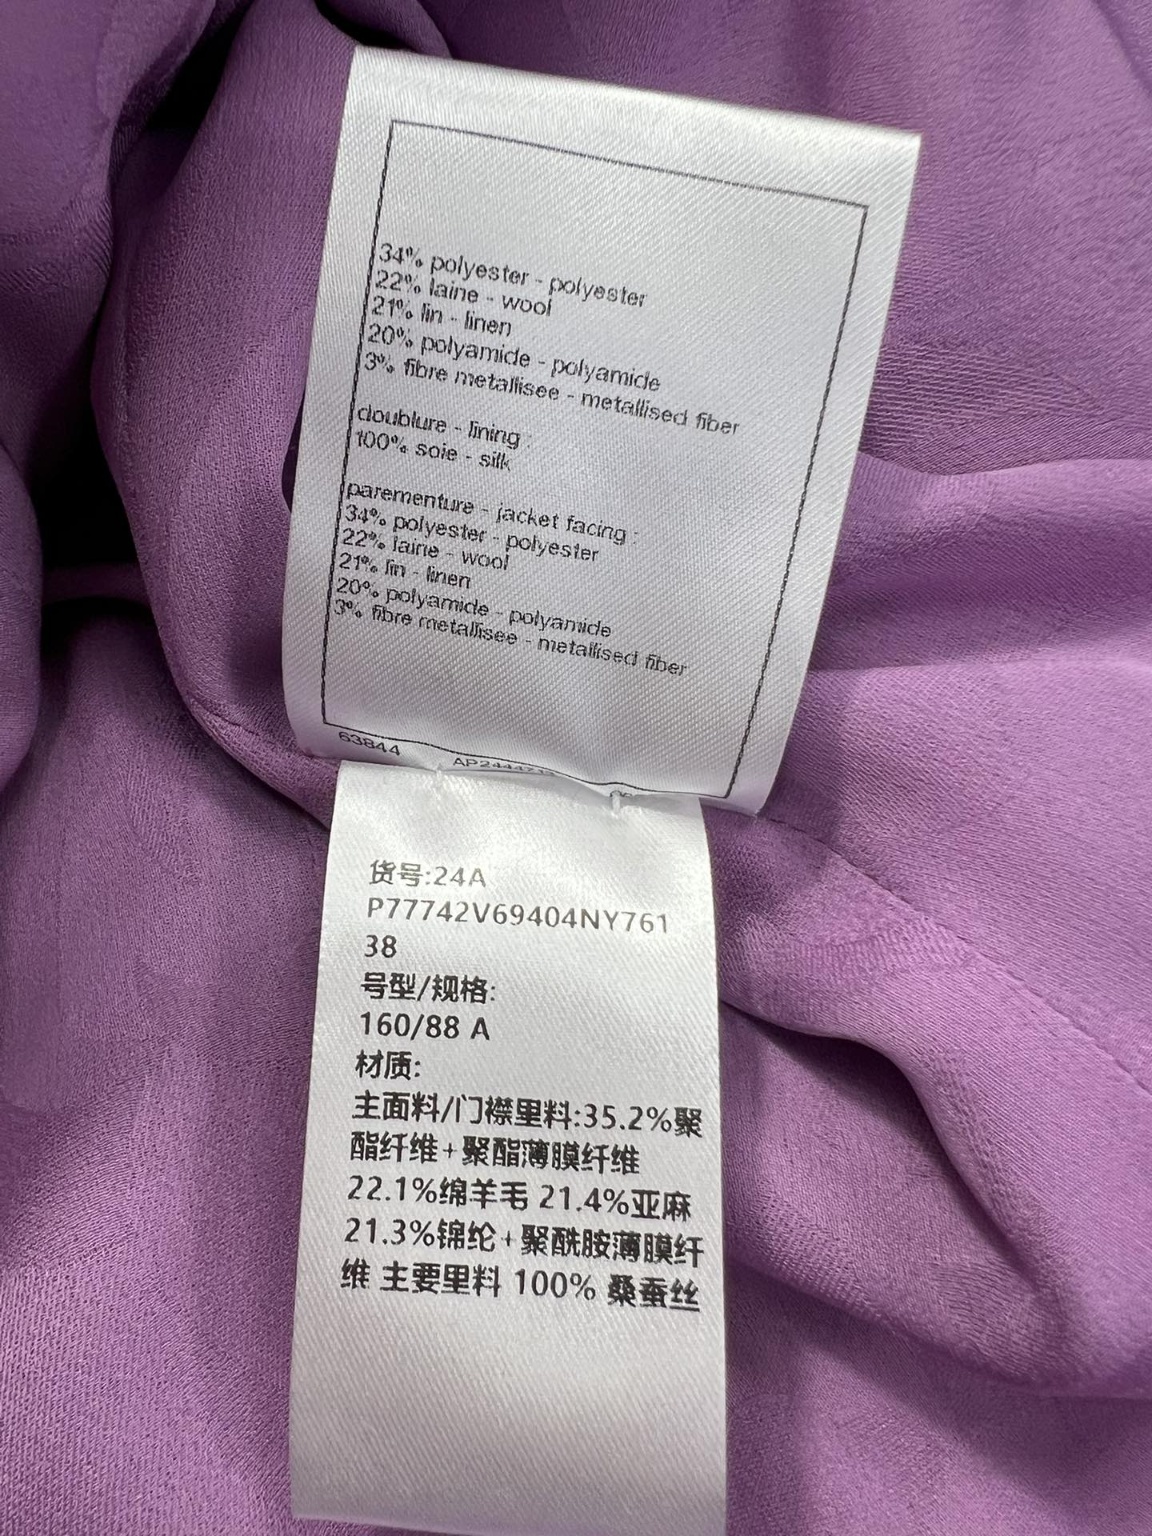 34% polyester - polyester
22% laine - wool
21% lin - linen
20% polyamide - polyamide
3% fibre metallisee - metallised fiber
doublure - lining :
100% soie - silk
parementure - jacket facing :
34% polyester - polyester
22% laine - wool
21% lin - linen
20% polyamide - polyamide
3% fibre metallisee - metallised fiber
63844
货号:24A
P77742V69404NY761
38
号型/规格:
160/88 A
材质:
主面料/门襟里料:35.2%聚
酯纤维+聚酯薄膜纤维
22.1%绵羊毛 21.4%亚麻
21.3%锦纶+聚酰胺薄膜纤
维 主要里料 100% 桑蚕丝